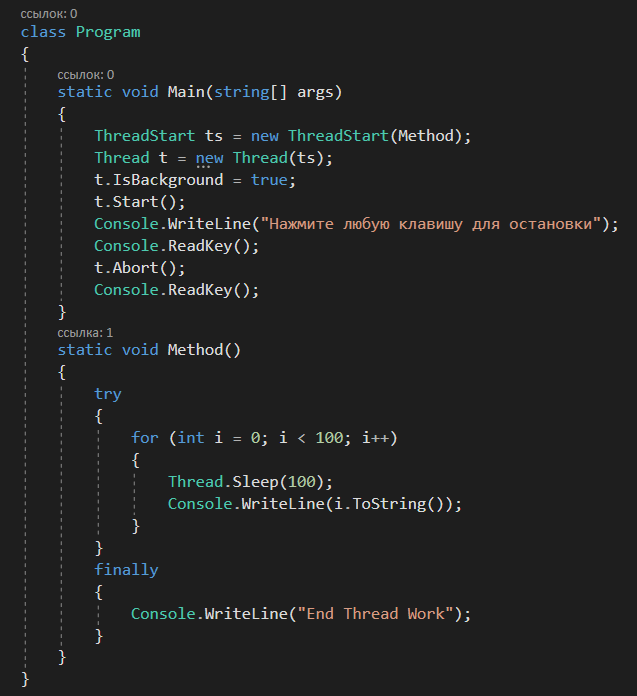 ссылок: 0
class Program
{
ссылок: 0
static void Main(string[] args)
{
ThreadStart ts = new ThreadStart(Method);
Thread t = new Thread(ts);
t.IsBackground = true;
t.Start();
Console.WriteLine("Нажмите любую клавишу для остановки");
Console.ReadKey();
t.Abort();
Console.ReadKey();
}
ссылка: 1
static void Method()
{
try
{
for (int i = 0; i < 100; i++)
{
Thread.Sleep(100);
Console.WriteLine(i.ToString());
}
}
finally
{
Console.WriteLine("End Thread Work");
}
}
}